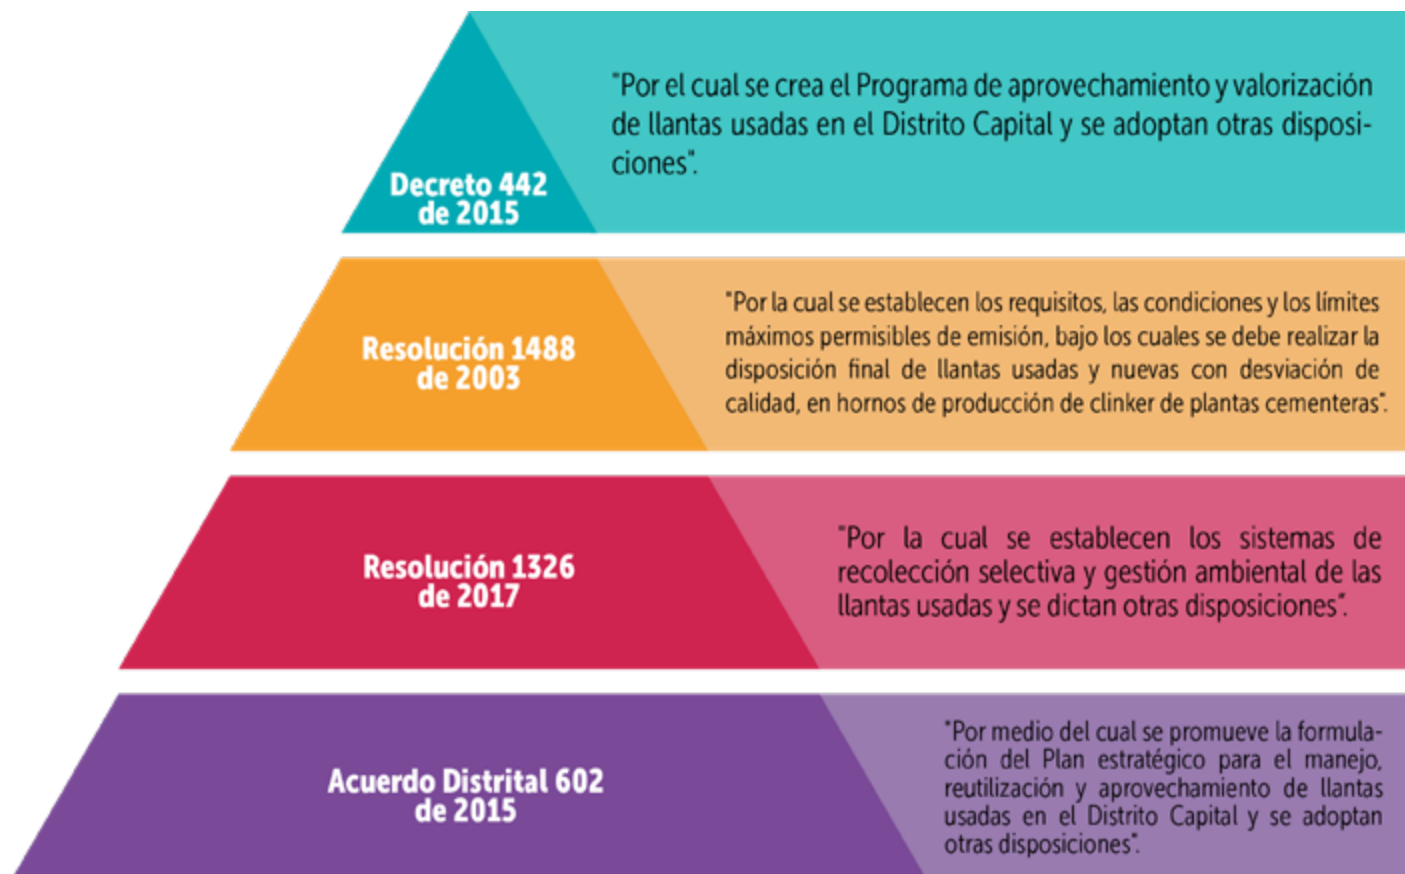 "Por el cual se crea el Programa de aprovechamiento y valorización
de llantas usadas en el Distrito Capital y se adoptan otras disposi-
ciones".
Decreto 442
de 2015
"Por la cual se establecen los requisitos, las condiciones y los límites
máximos permisibles de emisión, bajo los cuales se debe realizar la
disposición final de llantas usadas y nuevas con desviación de
calidad, en hornos de producción de clinker de plantas cementeras".
Resolución 1488
de 2003
"Por la cual se establecen los sistemas de
recolección selectiva y gestión ambiental de las
llantas usadas y se dictan otras disposiciones".
Resolución 1326
de 2017
"Por medio del cual se promueve la formula-
ción del Plan estratégico para el manejo,
reutilización y aprovechamiento de llantas
usadas en el Distrito Capital y se adoptan
otras disposiciones".
Acuerdo Distrital 602
de 2015